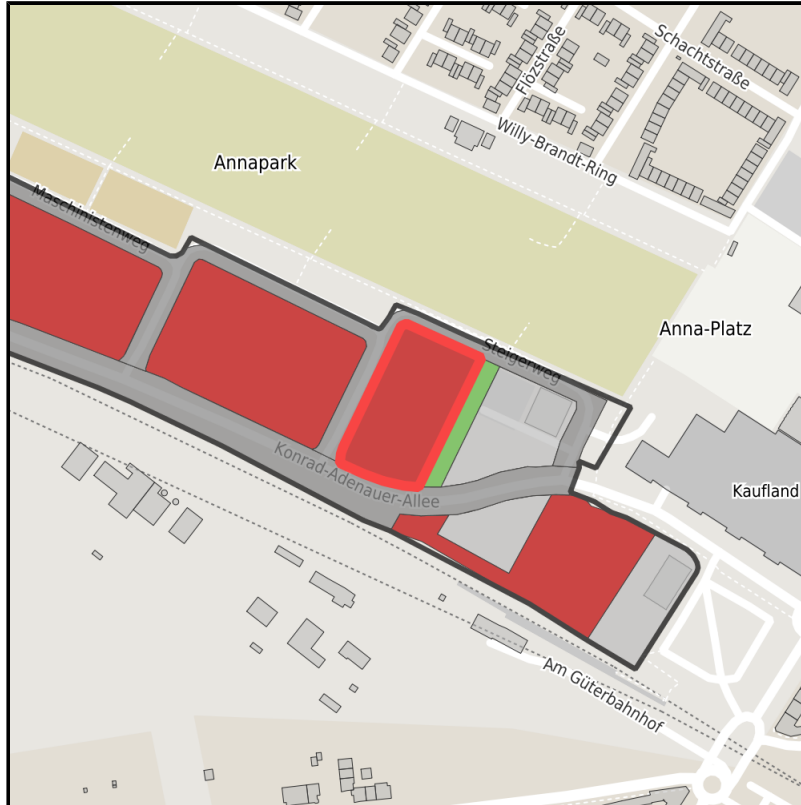 Schachtstraße
Flözstraße
Willy-Brandt-Ring
Annapark
Maschinistenweg
Anna-Platz
Steigerweg
Konrad-Adenauer-Allee
Kaufland
Am Güterbahnhof